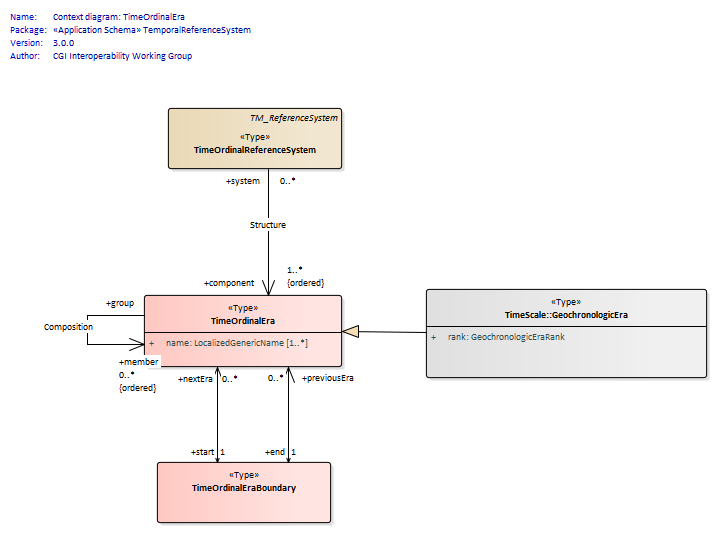 Name: Context diagram: TimeOrdinalEra
Package: «Application Schema» TemporalReferenceSystem
Version: 3.0.0
Author: CGI Interoperability Working Group
TM_ReferenceSystem
«Type»
TimeOrdinalReferenceSystem
+system 0..*
Structure
1..*
+component {ordered}
+group
Composition
+member
0..*
{ordered}
«Type»
TimeOrdinalEra
+ name: LocalizedGenericName [1..*]
«Type»
TimeScale::GeochronologicEra
+ rank: GeochronologicEraRank
+nextEra 0..* 0..* +previousEra
+start 1 +end 1
«Type»
TimeOrdinalEraBoundary